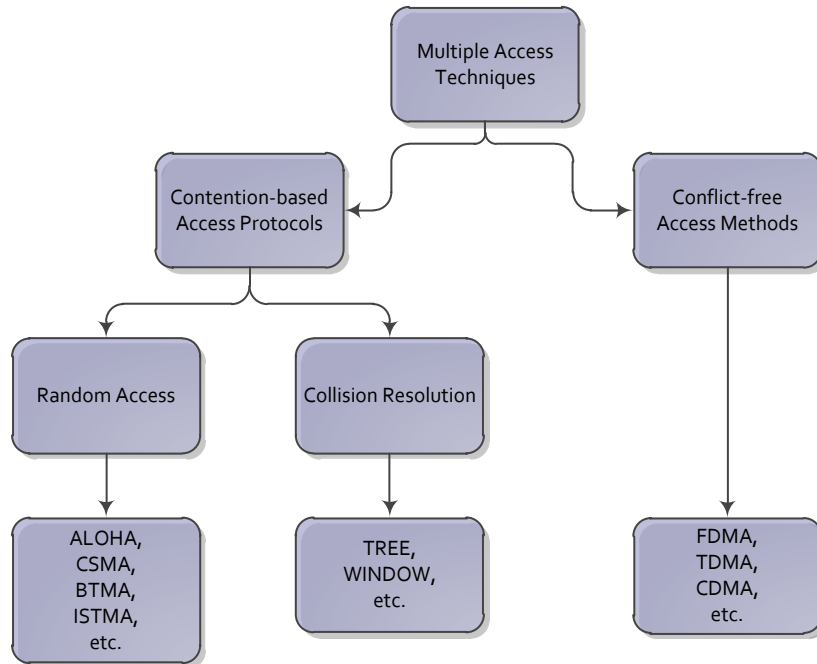 Multiple Access
Techniques
Contention-based
Access Protocols
Conflict-free
Access Methods
Random Access
Collision Resolution
ALOHA,
CSMA,
BTMA,
ISTMA,
etc.
TREE,
WINDOW,
etc.
FDMA,
TDMA,
CDMA,
etc.